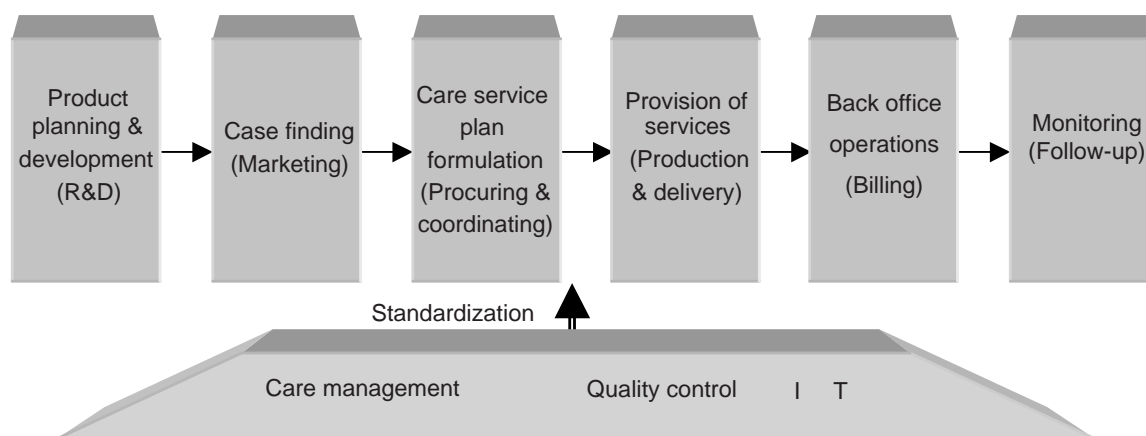 Product
planning &
development
(R&D)
Case finding
(Marketing)
Care service
plan
formulation
(Procuring &
coordinating)
Provision of
services
(Production
& delivery)
Back office
operations
(Billing)
Monitoring
(Follow-up)
Standardization
Care management Quality control I T